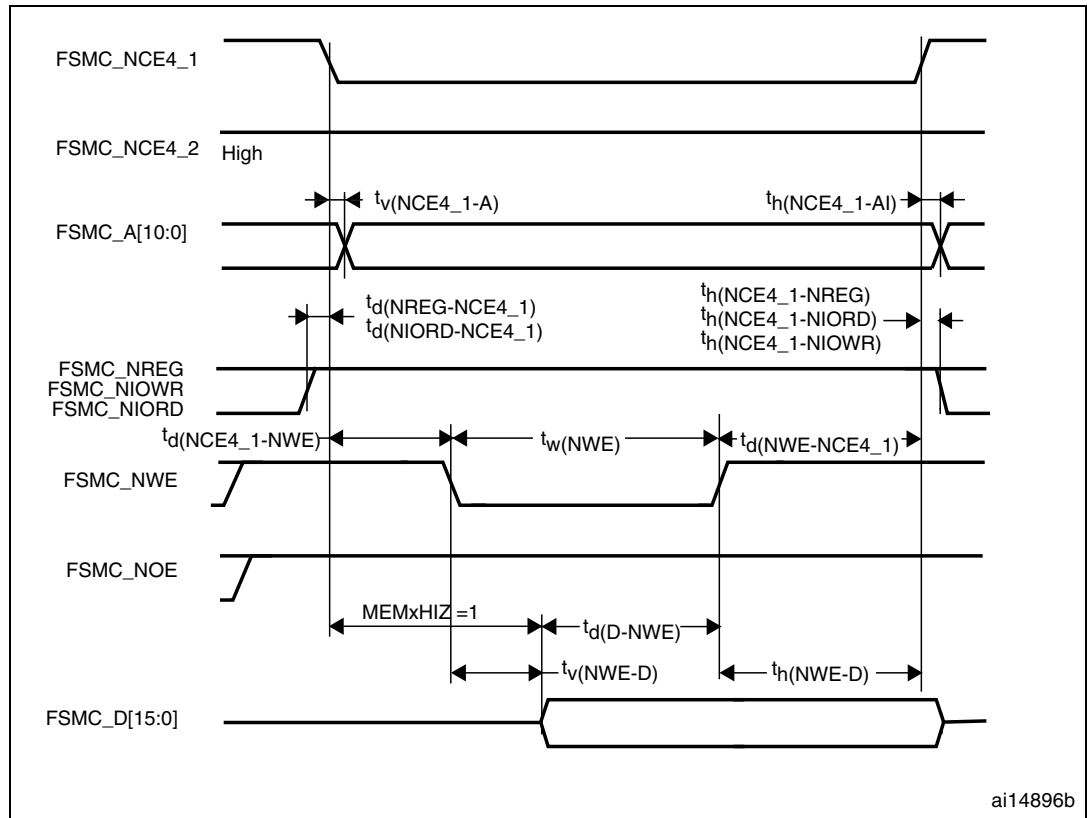 FSMC_NCE4_1
FSMC_NCE4_2 High
tv(NCE4_1-A) th(NCE4_1-AI)
FSMC_A[10:0]
td(NREG-NCE4_1) th(NCE4_1-NREG)
td(NIORD-NCE4_1) th(NCE4_1-NIORD)
th(NCE4_1-NIOWR)
FSMC_NREG
FSMC_NIOWR
FSMC_NIORD
td(NCE4_1-NWE) tw(NWE) td(NWE-NCE4_1)
FSMC_NWE
FSMC_NOE
MEMxHIZ =1
td(D-NWE)
tv(NWE-D) th(NWE-D)
FSMC_D[15:0]
ai14896b